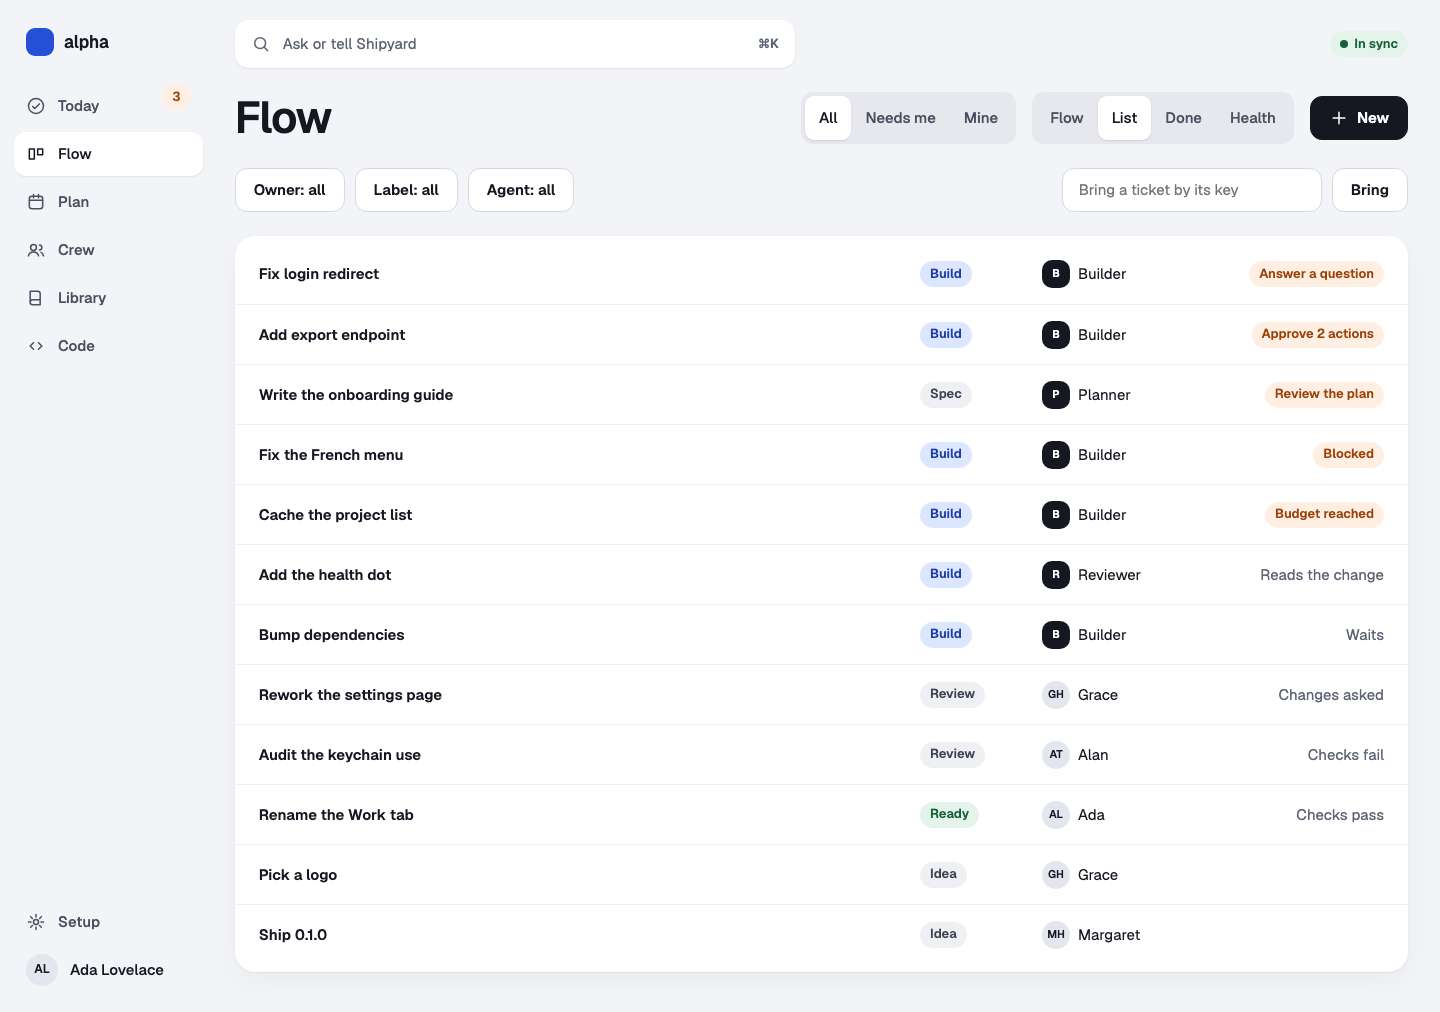 alpha
Ask or tell Shipyard ⌘K
In sync
Today 3
Flow
Plan
Crew
Library
Code
Setup
AL Ada Lovelace
Flow
All Needs me Mine
Flow List Done Health
New
Owner: all Label: all Agent: all
Bring a ticket by its key Bring
Fix login redirect Build B Builder Answer a question
Add export endpoint Build B Builder Approve 2 actions
Write the onboarding guide Spec P Planner Review the plan
Fix the French menu Build B Builder Blocked
Cache the project list Build B Builder Budget reached
Add the health dot Build R Reviewer Reads the change
Bump dependencies Build B Builder Waits
Rework the settings page Review GH Grace Changes asked
Audit the keychain use Review AT Alan Checks fail
Rename the Work tab Ready AL Ada Checks pass
Pick a logo Idea GH Grace
Ship 0.1.0 Idea MH Margaret